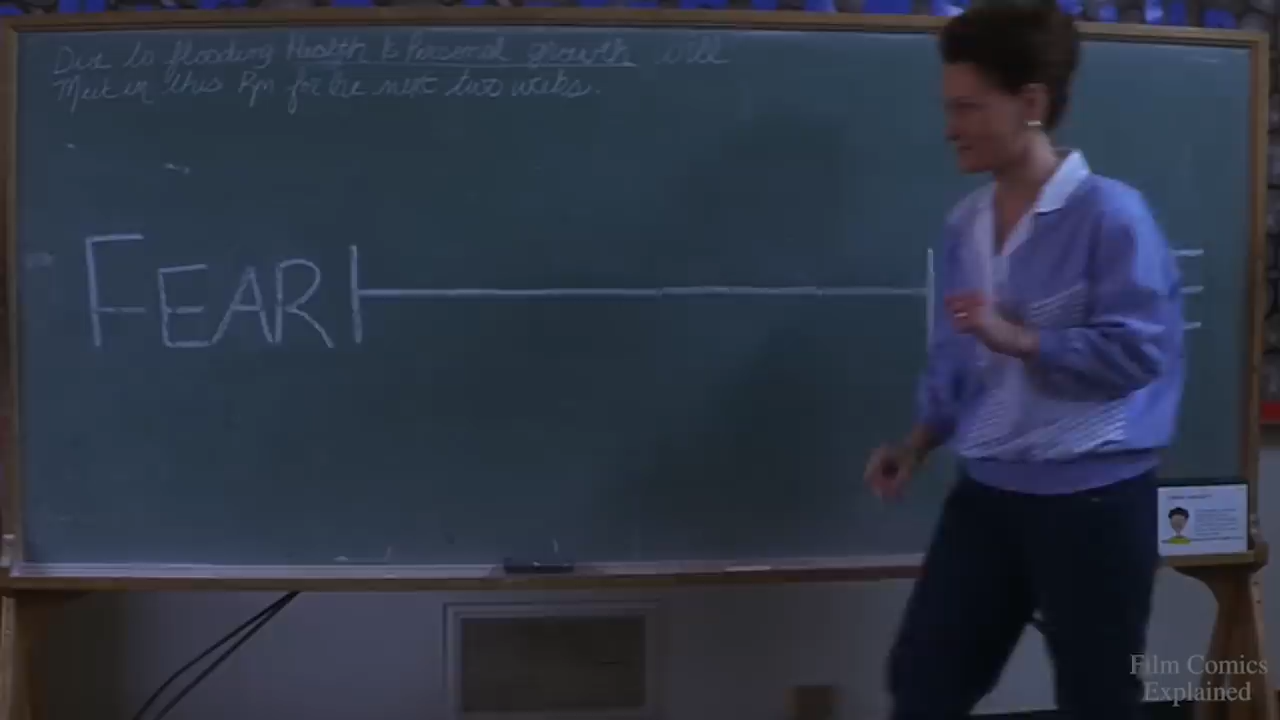 Due to flooding Health & Personal growth will
Meet in this Rm for the next two weeks.
FEAR
Film Comics
Explained